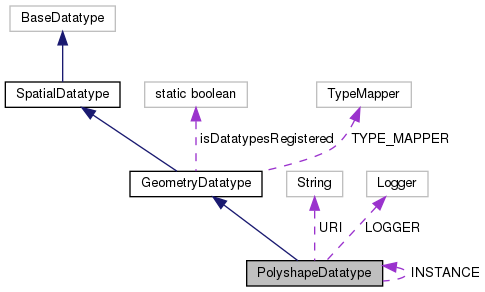 BaseDatatype
SpatialDatatype
static boolean
TypeMapper
isDatatypesRegistered
TYPE_MAPPER
GeometryDatatype
String
Logger
URI
LOGGER
PolyshapeDatatype
INSTANCE